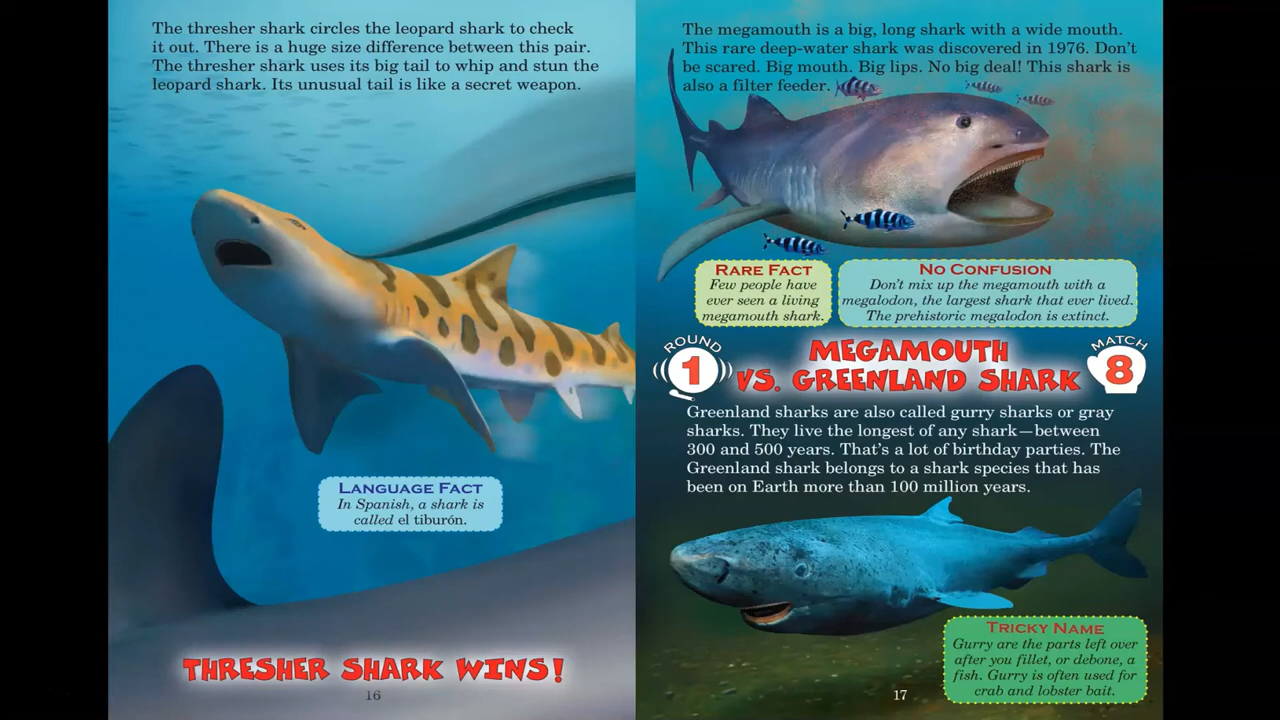 The thresher shark circles the leopard shark to check
it out. There is a huge size difference between this pair.
The thresher shark uses its big tail to whip and stun the
leopard shark. Its unusual tail is like a secret weapon.
LANGUAGE FACT
In Spanish, a shark is
called el tiburón.
THRESHER SHARK WINS!
16
The megamouth is a big, long shark with a wide mouth.
This rare deep-water shark was discovered in 1976. Don't
be scared. Big mouth. Big lips. No big deal! This shark is
also a filter feeder.
RARE FACT
Few people have
ever seen a living
megamouth shark.
NO CONFUSION
Don't mix up the megamouth with a
megalodon, the largest shark that ever lived.
The prehistoric megalodon is extinct.
ROUND
1
MEGAMOUTH
VS. GREENLAND SHARK
MATCH
8
Greenland sharks are also called gurry sharks or gray
sharks. They live the longest of any shark—between
300 and 500 years. That's a lot of birthday parties. The
Greenland shark belongs to a shark species that has
been on Earth more than 100 million years.
TRICKY NAME
Gurry are the parts left over
after you fillet, or debone, a
fish. Gurry is often used for
crab and lobster bait.
17